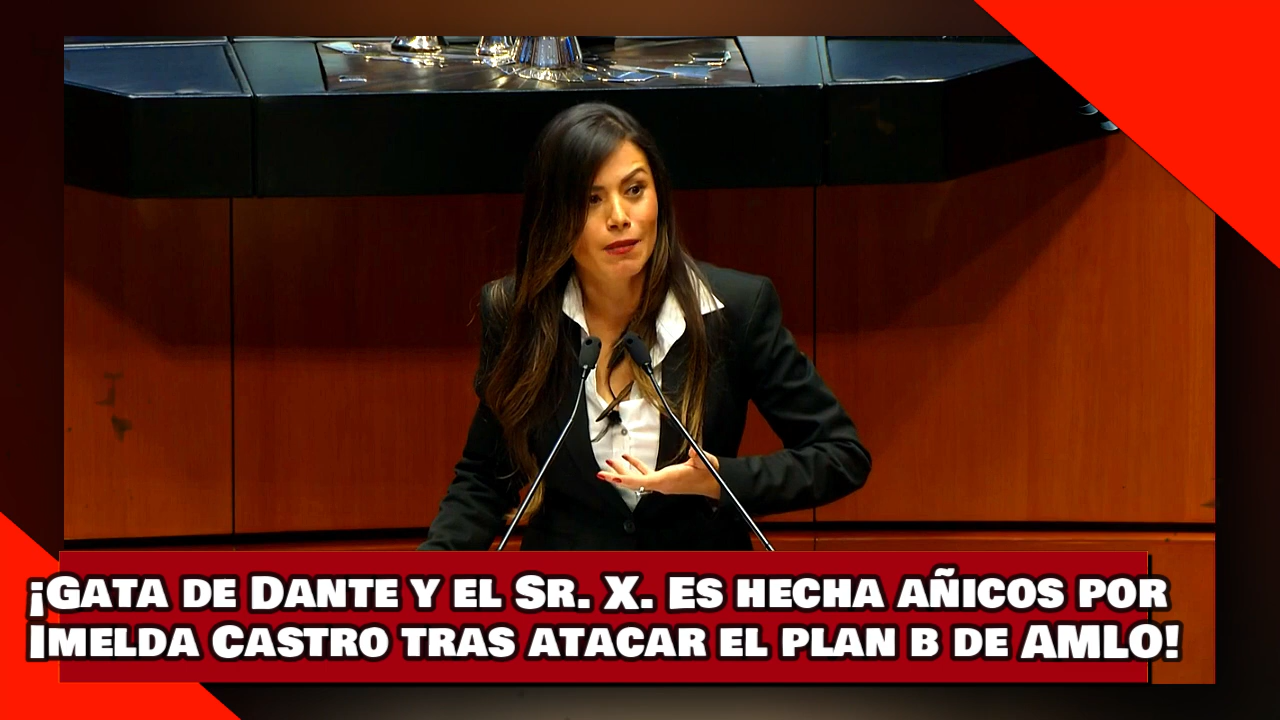 ¡Gata de Dante y el Sr. X. Es hecha añicos por
Imelda Castro tras atacar el plan b de AMLO!